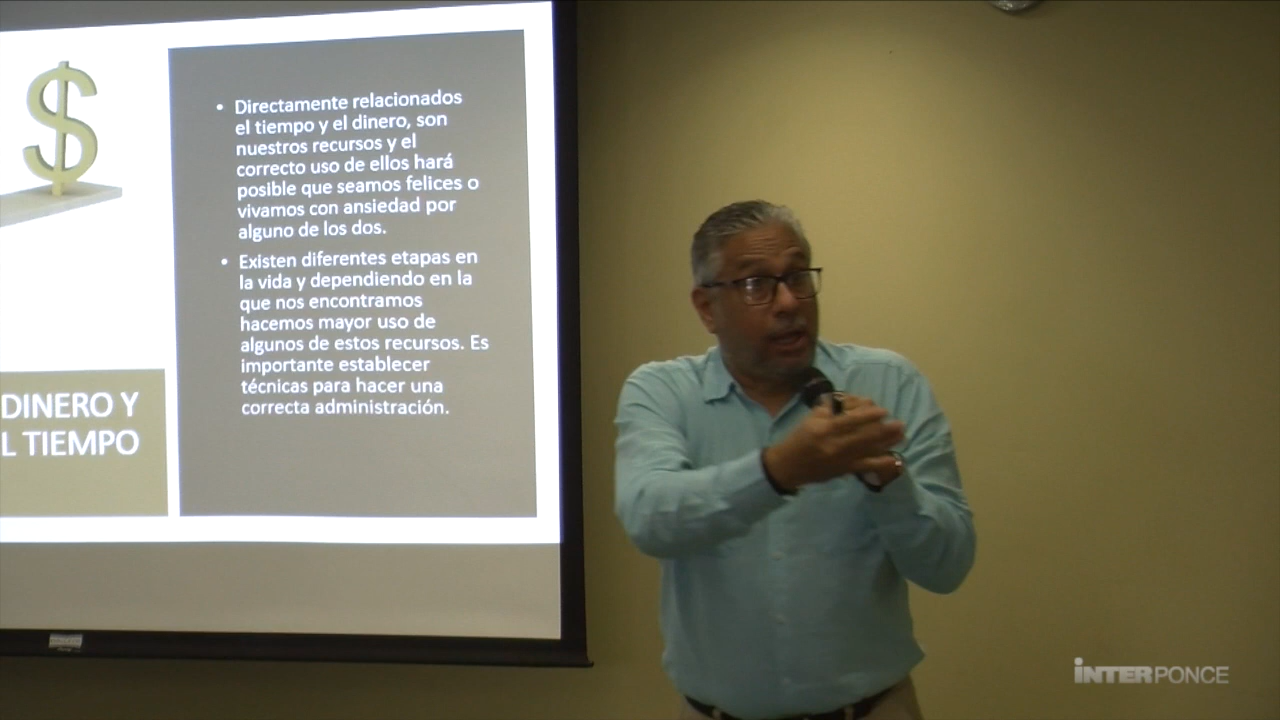 • Directamente relacionados
el tiempo y el dinero, son
nuestros recursos y el
correcto uso de ellos hará
posible que seamos felices o
vivamos con ansiedad por
alguno de los dos.
• Existen diferentes etapas en
la vida y dependiendo en la
que nos encontramos
hacemos mayor uso de
algunos de estos recursos. Es
importante establecer
técnicas para hacer una
correcta administración.
DINERO Y
L TIEMPO
INTERPONCE